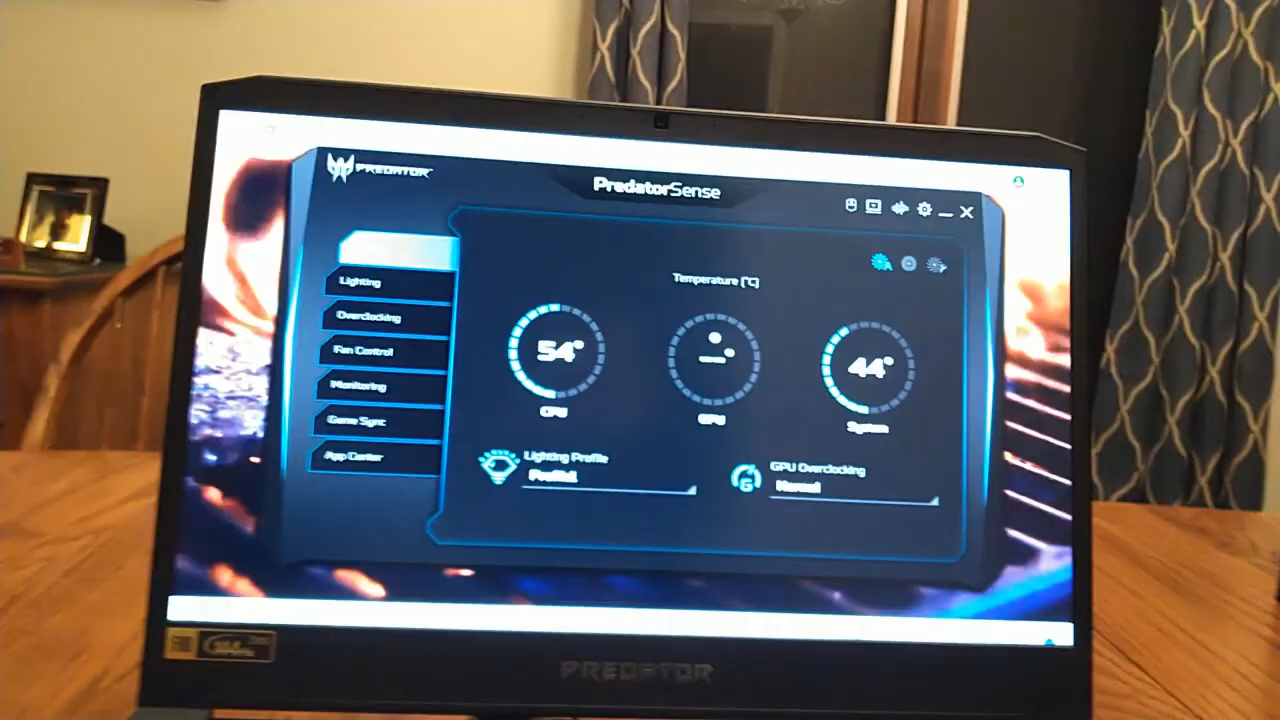 PREDATOR
PredatorSense
Lighting
Overclocking
Fan Control
Monitoring
Game Sync
App Center
Temperature (°C)
54°
CPU
GPU
44°
System
Lighting Profile
Profile1
GPU Overclocking
Normal
PREDATOR